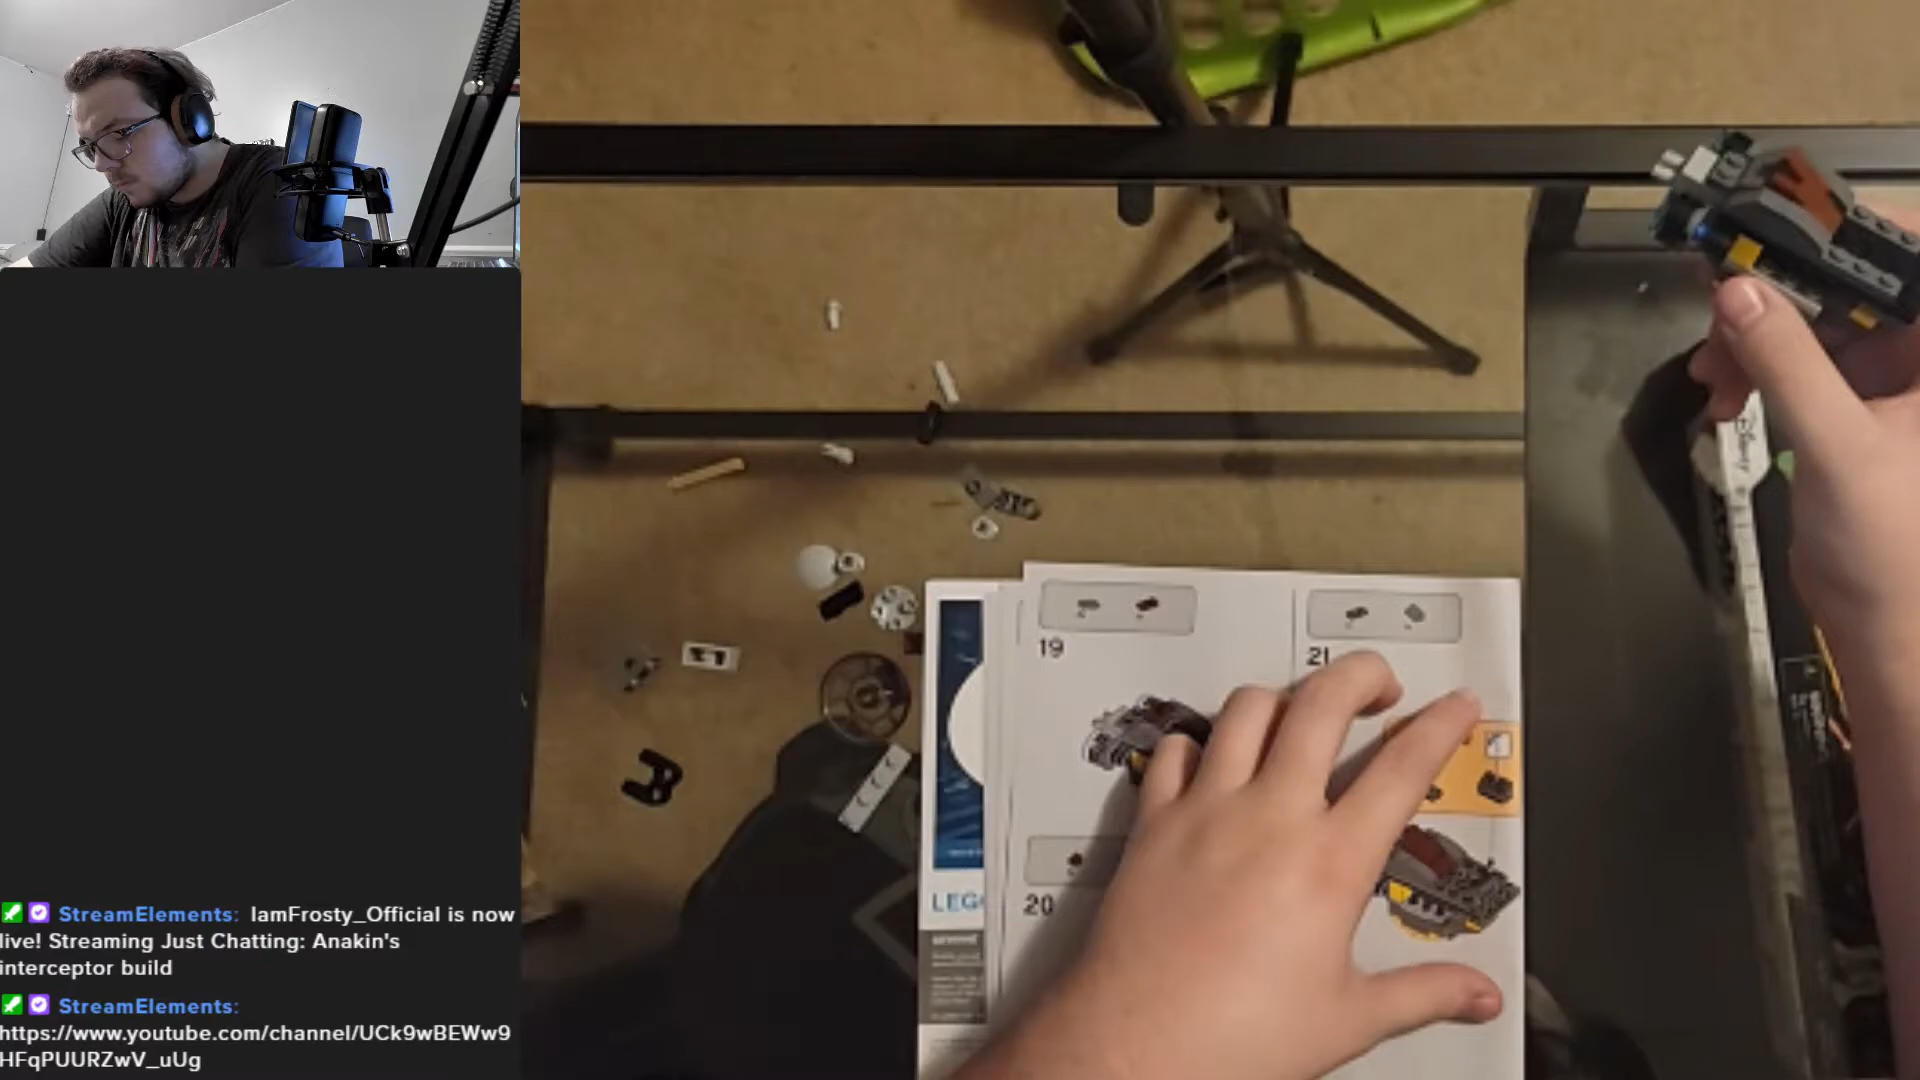 Disney
19
21
20
LEG
StreamElements: IamFrosty_Official is now
live! Streaming Just Chatting: Anakin's
interceptor build
StreamElements:
https://www.youtube.com/channel/UCk9wBEWw9
HFqPUURZwV_uUg